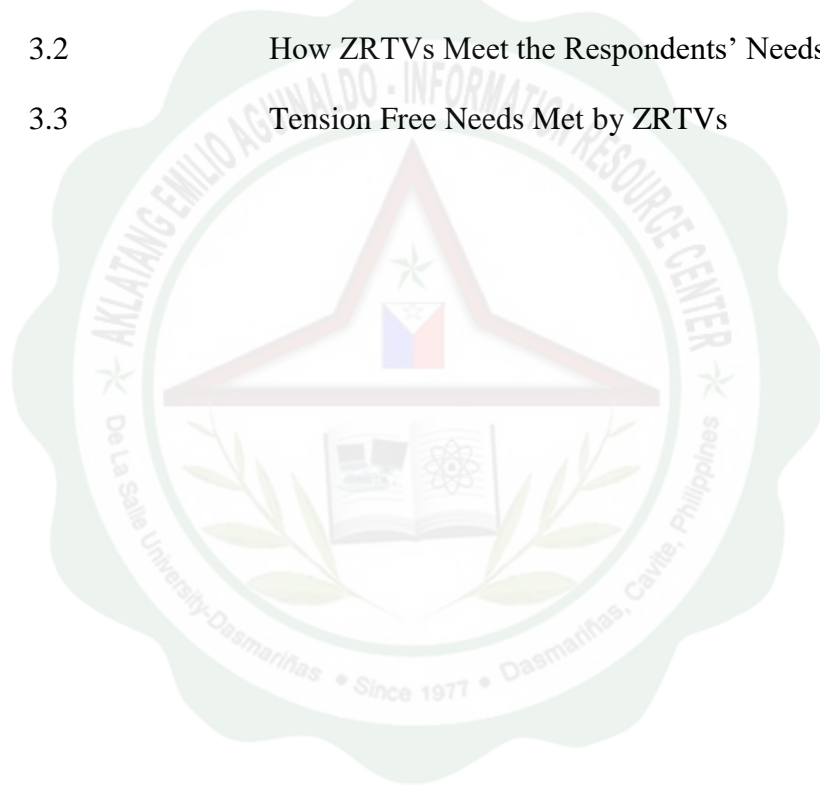 3.2 How ZRTVs Meet the Respondents’ Needs
3.3 Tension Free Needs Met by ZRTVs
AKLATANG EMILIO AGUINALDO - INFORMATION RESOURCE CENTER
De La Salle University-Dasmariñas • Since 1977 • Dasmariñas, Cavite, Philippines